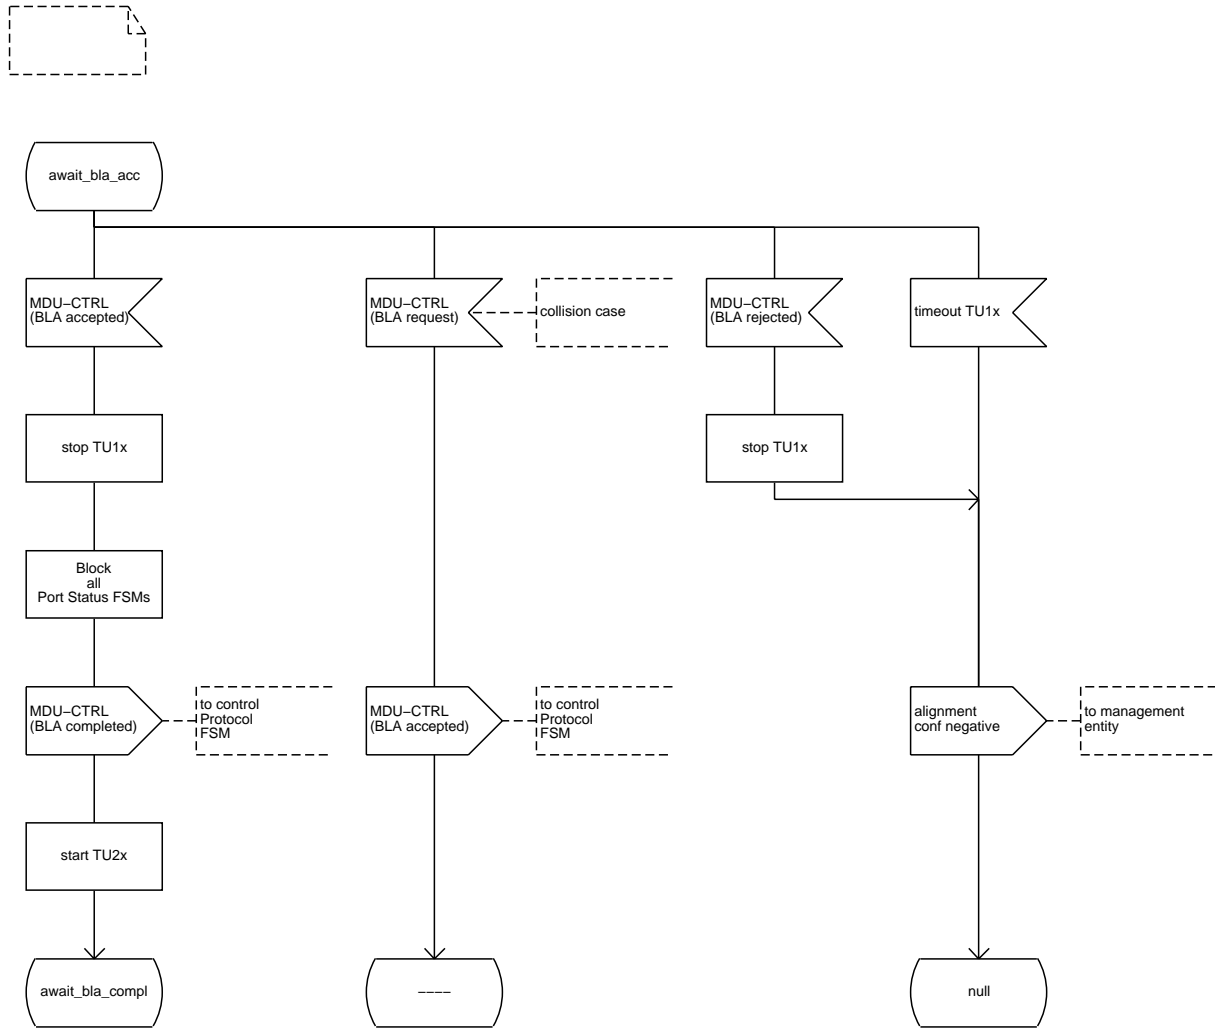 await_bla_acc
MDU−CTRL
(BLA accepted)
MDU−CTRL
(BLA request)
collision case
MDU−CTRL
(BLA rejected)
timeout TU1x
stop TU1x
stop TU1x
Block
all
Port Status FSMs
MDU−CTRL
(BLA completed)
to control
Protocol
FSM
MDU−CTRL
(BLA accepted)
to control
Protocol
FSM
alignment
conf negative
to management
entity
start TU2x
await_bla_compl
−−−−
null